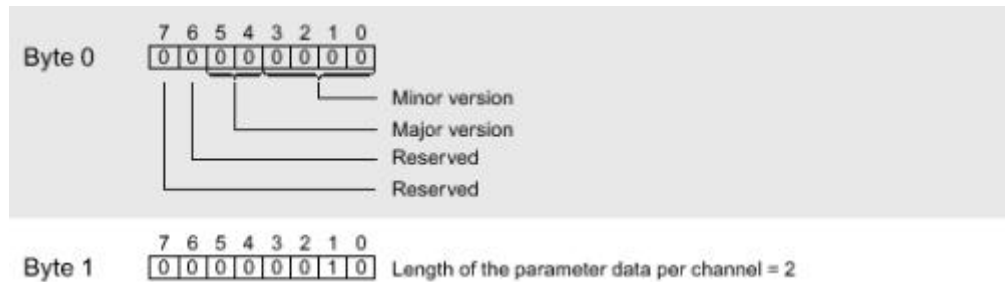 7 6 5 4 3 2 1 0
Byte 0 0 0 0 0 0 0 0 0
Minor version
Major version
Reserved
Reserved
7 6 5 4 3 2 1 0
Byte 1 0 0 0 0 0 0 1 0 Length of the parameter data per channel = 2